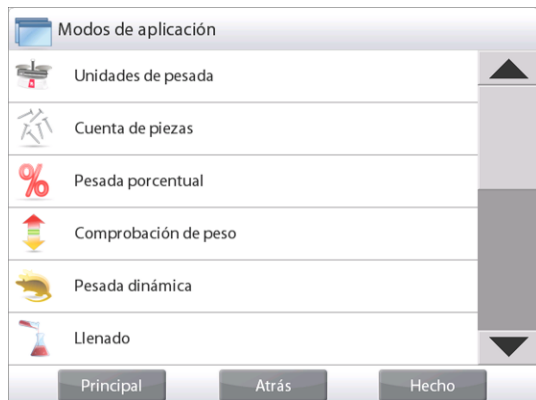 Modos de aplicación
Unidades de pesada
Cuenta de piezas
% Pesada porcentual
Comprobación de peso
Pesada dinámica
Llenado
Principal Atrás Hecho